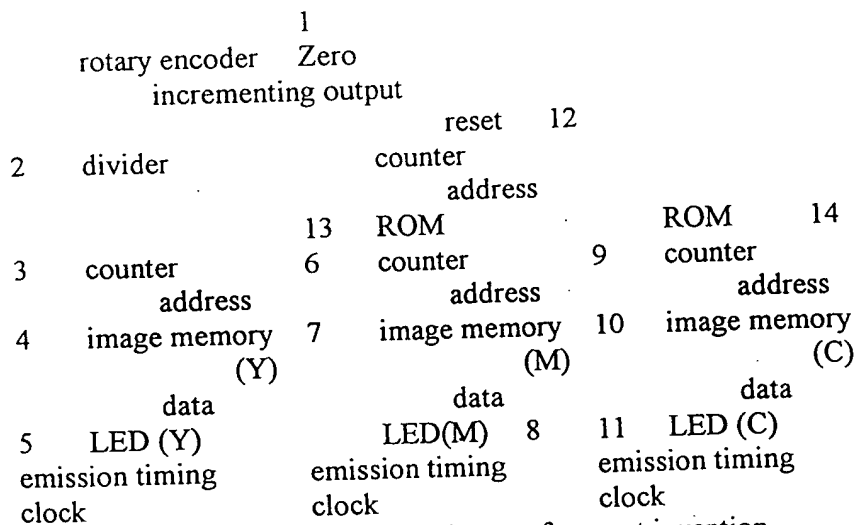 1
rotary encoder Zero
incrementing output
reset 12
2 divider counter
address
13 ROM ROM 14
3 counter 6 counter 9 counter
address address address
4 image memory 7 image memory 10 image memory
(Y) (M) (C)
data data data
5 LED (Y) LED(M) 8 11 LED (C)
emission timing emission timing emission timing
clock clock clock